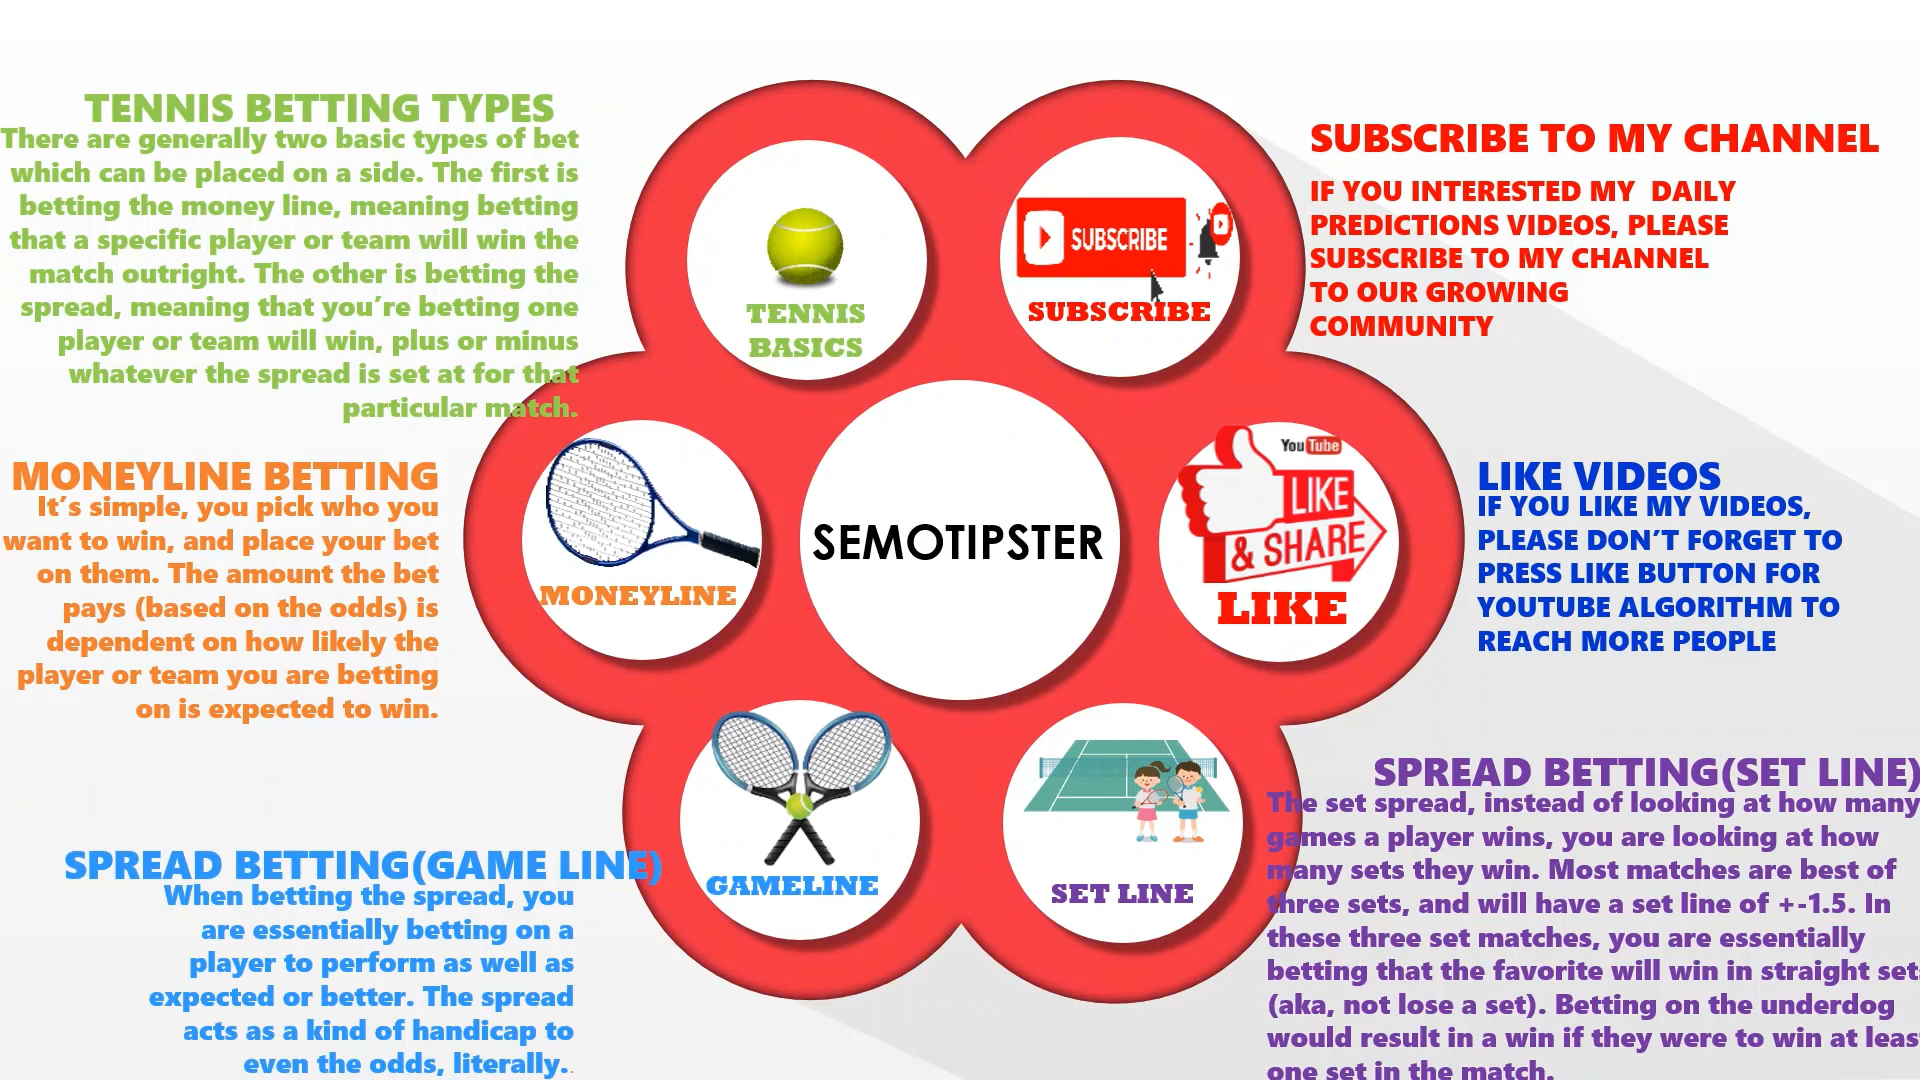 TENNIS BETTING TYPES
There are generally two basic types of bet
which can be placed on a side. The first is
betting the money line, meaning betting
that a specific player or team will win the
match outright. The other is betting the
spread, meaning that you’re betting one
player or team will win, plus or minus
whatever the spread is set at for that
particular match.
MONEYLINE BETTING
It’s simple, you pick who you
want to win, and place your bet
on them. The amount the bet
pays (based on the odds) is
dependent on how likely the
player or team you are betting
on is expected to win.
SPREAD BETTING(GAME LINE)
When betting the spread, you
are essentially betting on a
player to perform as well as
expected or better. The spread
acts as a kind of handicap to
even the odds, literally..
TENNIS
BASICS
SUBSCRIBE
SUBSCRIBE
MONEYLINE
SEMOTIPSTER
YouTube
LIKE
& SHARE
LIKE
GAMELINE
SET LINE
SUBSCRIBE TO MY CHANNEL
IF YOU INTERESTED MY DAILY
PREDICTIONS VIDEOS, PLEASE
SUBSCRIBE TO MY CHANNEL
TO OUR GROWING
COMMUNITY
LIKE VIDEOS
IF YOU LIKE MY VIDEOS,
PLEASE DON’T FORGET TO
PRESS LIKE BUTTON FOR
YOUTUBE ALGORITHM TO
REACH MORE PEOPLE
SPREAD BETTING(SET LINE)
The set spread, instead of looking at how many
games a player wins, you are looking at how
many sets they win. Most matches are best of
three sets, and will have a set line of +-1.5. In
these three set matches, you are essentially
betting that the favorite will win in straight sets
(aka, not lose a set). Betting on the underdog
would result in a win if they were to win at least
one set in the match.